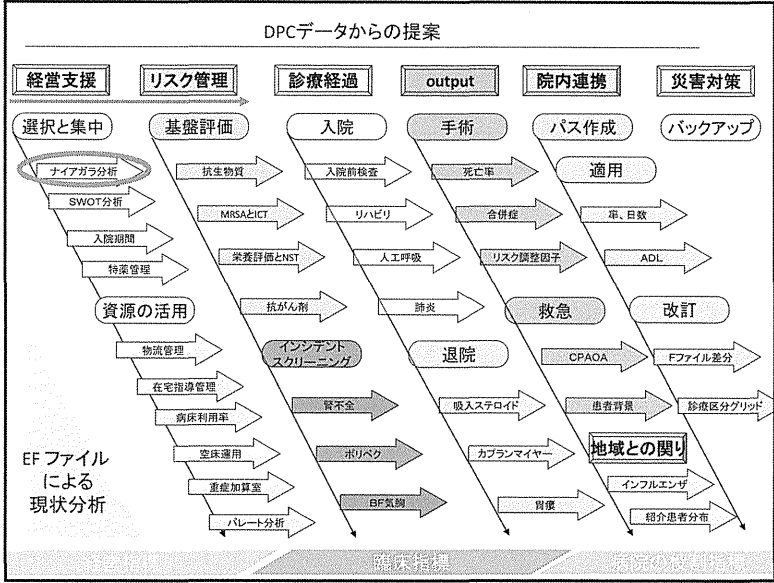 DPCデータからの提案
経営支援
リスク管理
診療経過
output
院内連携
災害対策
選択と集中
ナイアガラ分析
SWOT分析
入院期間
特薬管理
資源の活用
物流管理
在宅指導管理
病床利用率
空床運用
重症加算室
パレート分析
基盤評価
抗生物質
MRSAとICT
栄養評価とNST
抗がん剤
インシデント
スクリーニング
腎不全
ポリペク
BF気胸
入院
入院前検査
リハビリ
人工呼吸
肺炎
退院
吸入ステロイド
カプランマイヤー
胃瘻
手術
死亡率
合併症
リスク調整因子
救急
CPAOA
患者背景
地域との関り
インフルエンザ
紹介患者分布
パス作成
適用
率、日数
ADL
改訂
Fファイル差分
診療区分グリッド
バックアップ
EFファイル
による
現状分析
経営指標
臨床指標
病院の役割指標